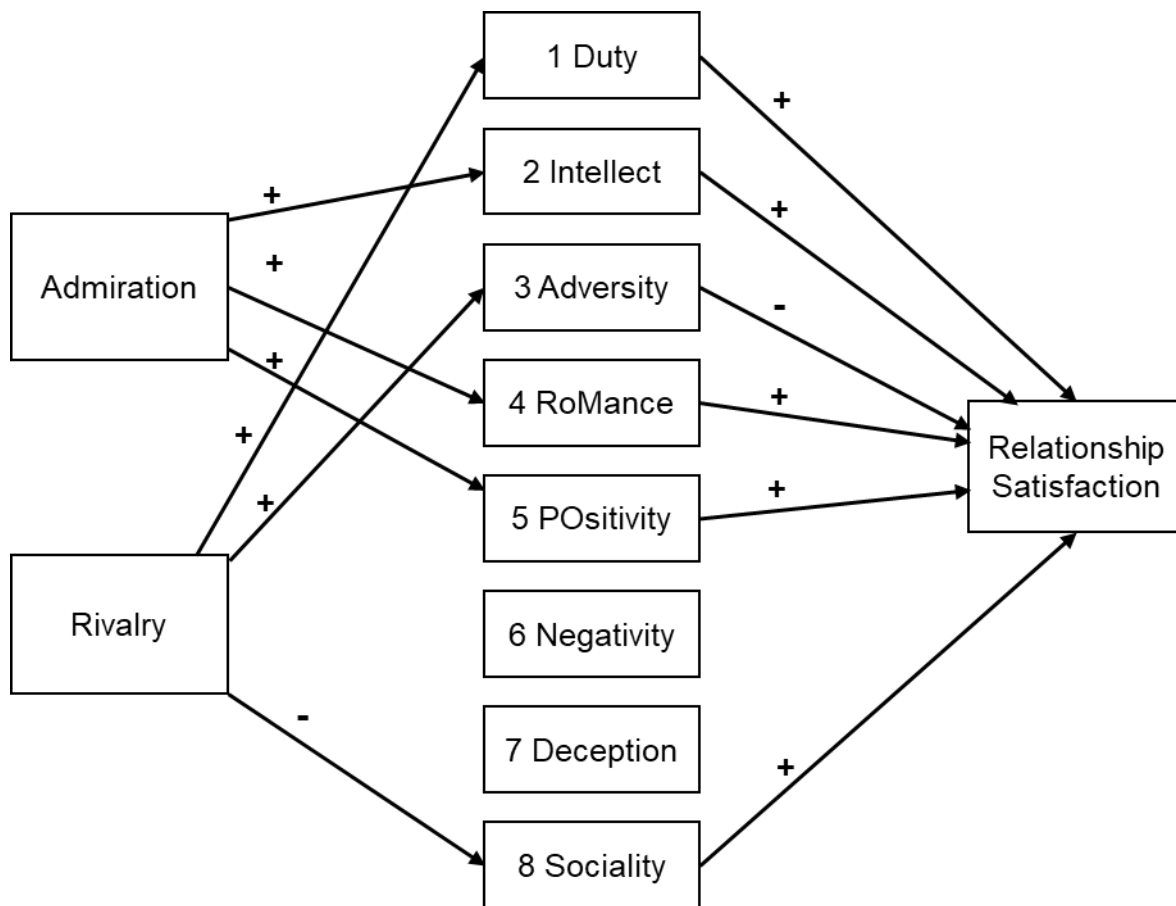 1 Duty
+
2 Intellect
+
+
Admiration
+
3 Adversity
-
+
4 RoMance
+
+
5 POsitivity
+
+
Relationship
Satisfaction
Rivalry
6 Negativity
-
7 Deception
+
8 Sociality